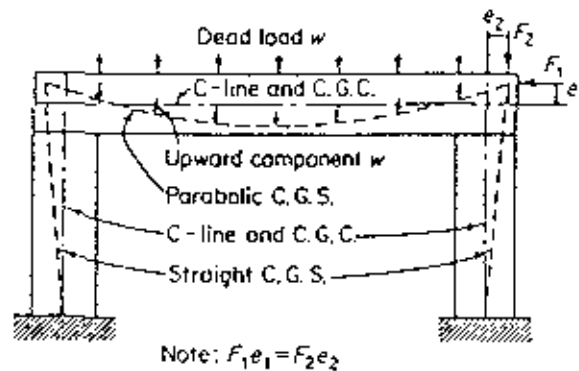 e₂
F₂
Dead load w
F₁
C-line and C.G.C.
e
Upward component w
Parabolic C.G.S.
C-line and C.G.C.
Straight C.G.S.
Note: F₁e₁=F₂e₂